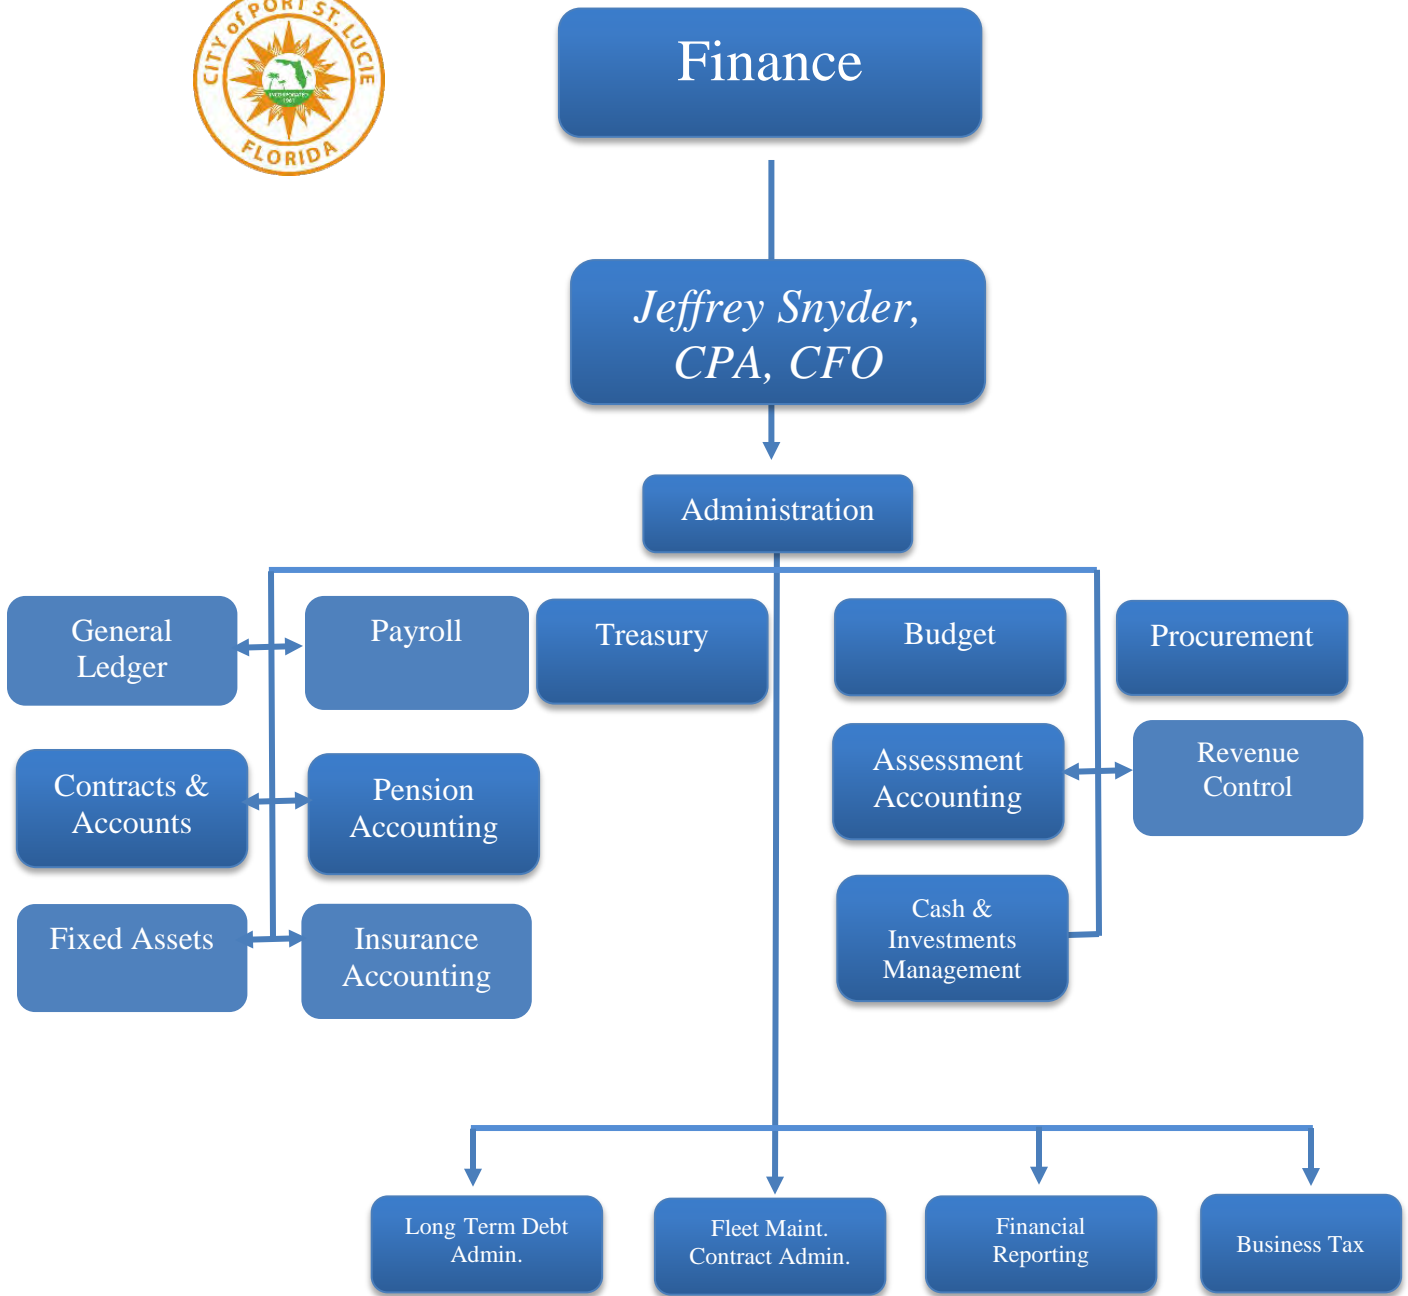 CITY of PORT ST. LUCIE
INCORPORATED
1961
FLORIDA
Finance
Jeffrey Snyder,
CPA, CFO
Administration
General
Ledger
Payroll
Treasury
Budget
Procurement
Contracts &
Accounts
Pension
Accounting
Assessment
Accounting
Revenue
Control
Fixed Assets
Insurance
Accounting
Cash &
Investments
Management
Long Term Debt
Admin.
Fleet Maint.
Contract Admin.
Financial
Reporting
Business Tax